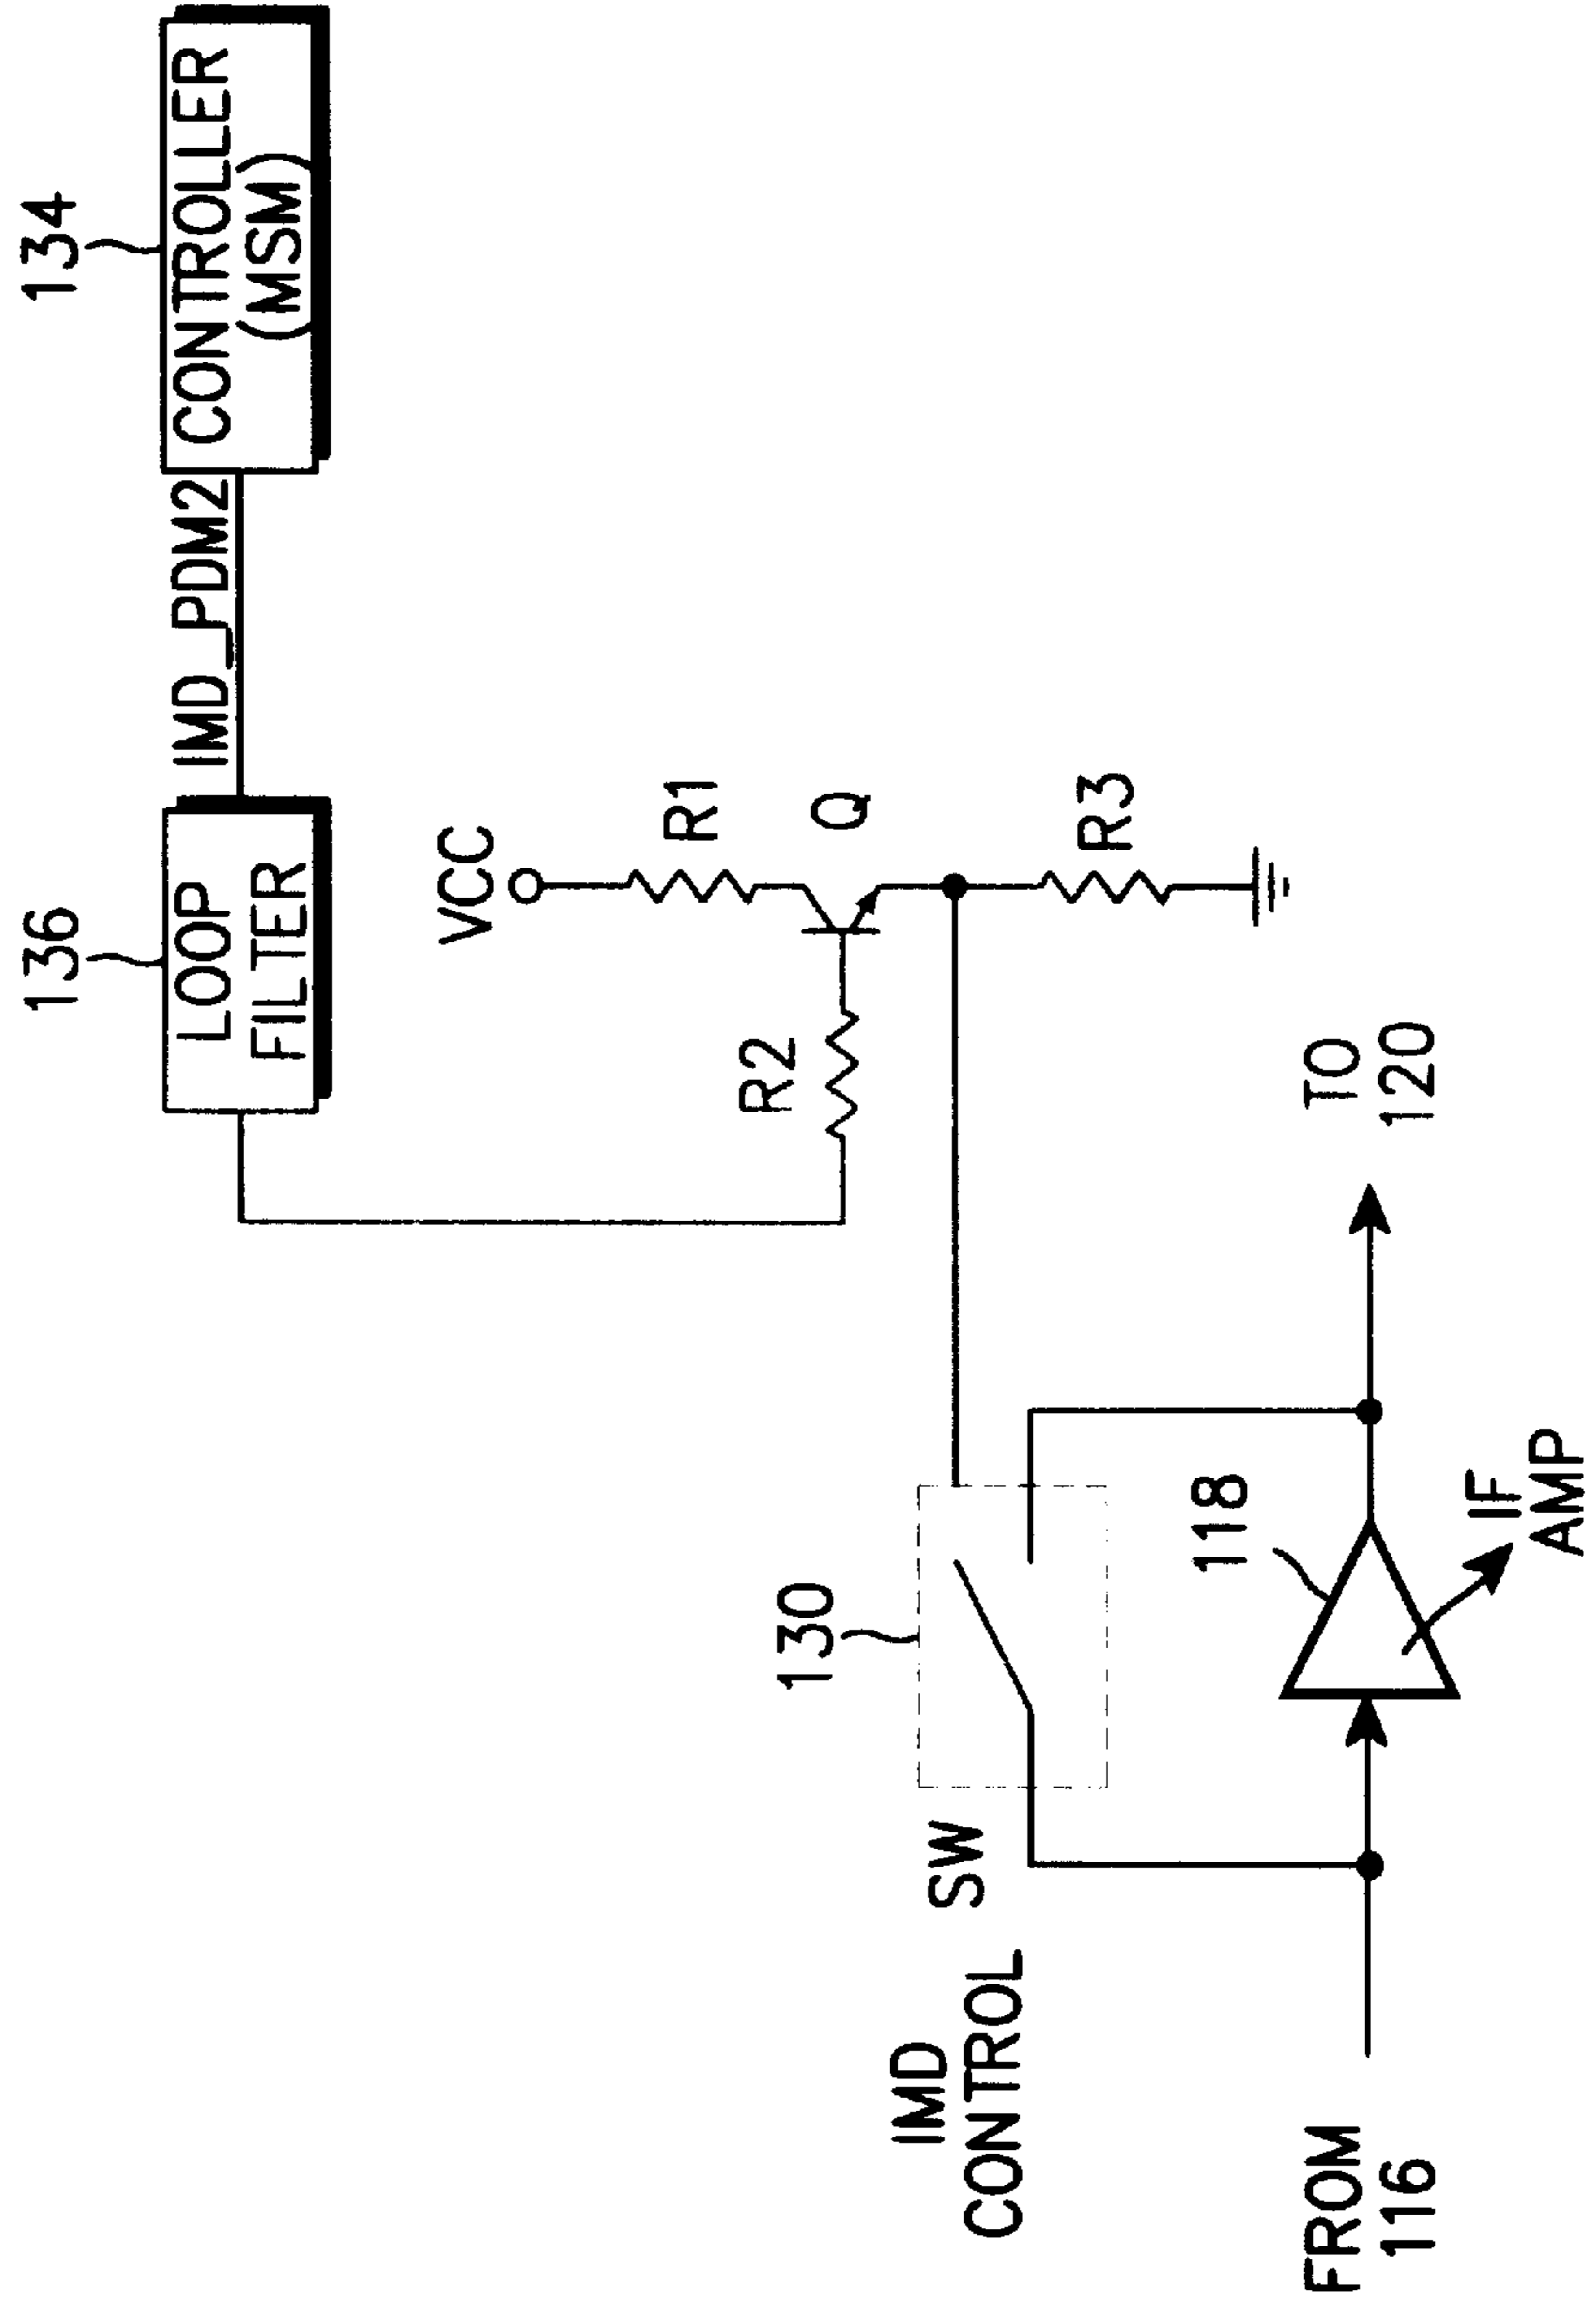 134
CONTROLLER
(MSM)
IMD_PDM2
136
LOOP
FILTER
VCC
R1
Q
R2
R3
130
SW
IMD
CONTROL
118
IF
AMP
TO
120
FROM
116